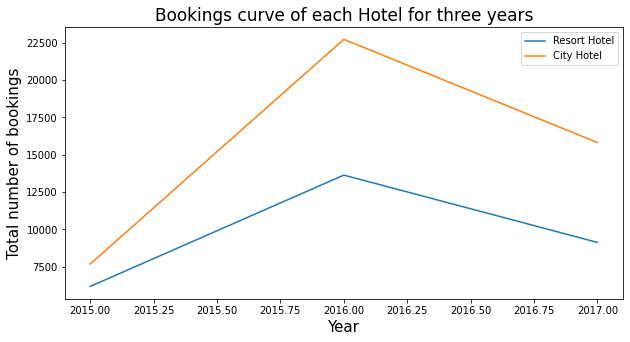 Bookings curve of each Hotel for three years
Resort Hotel
City Hotel
Total number of bookings
22500
20000
17500
15000
12500
10000
7500
2015.00 2015.25 2015.50 2015.75 2016.00 2016.25 2016.50 2016.75 2017.00
Year